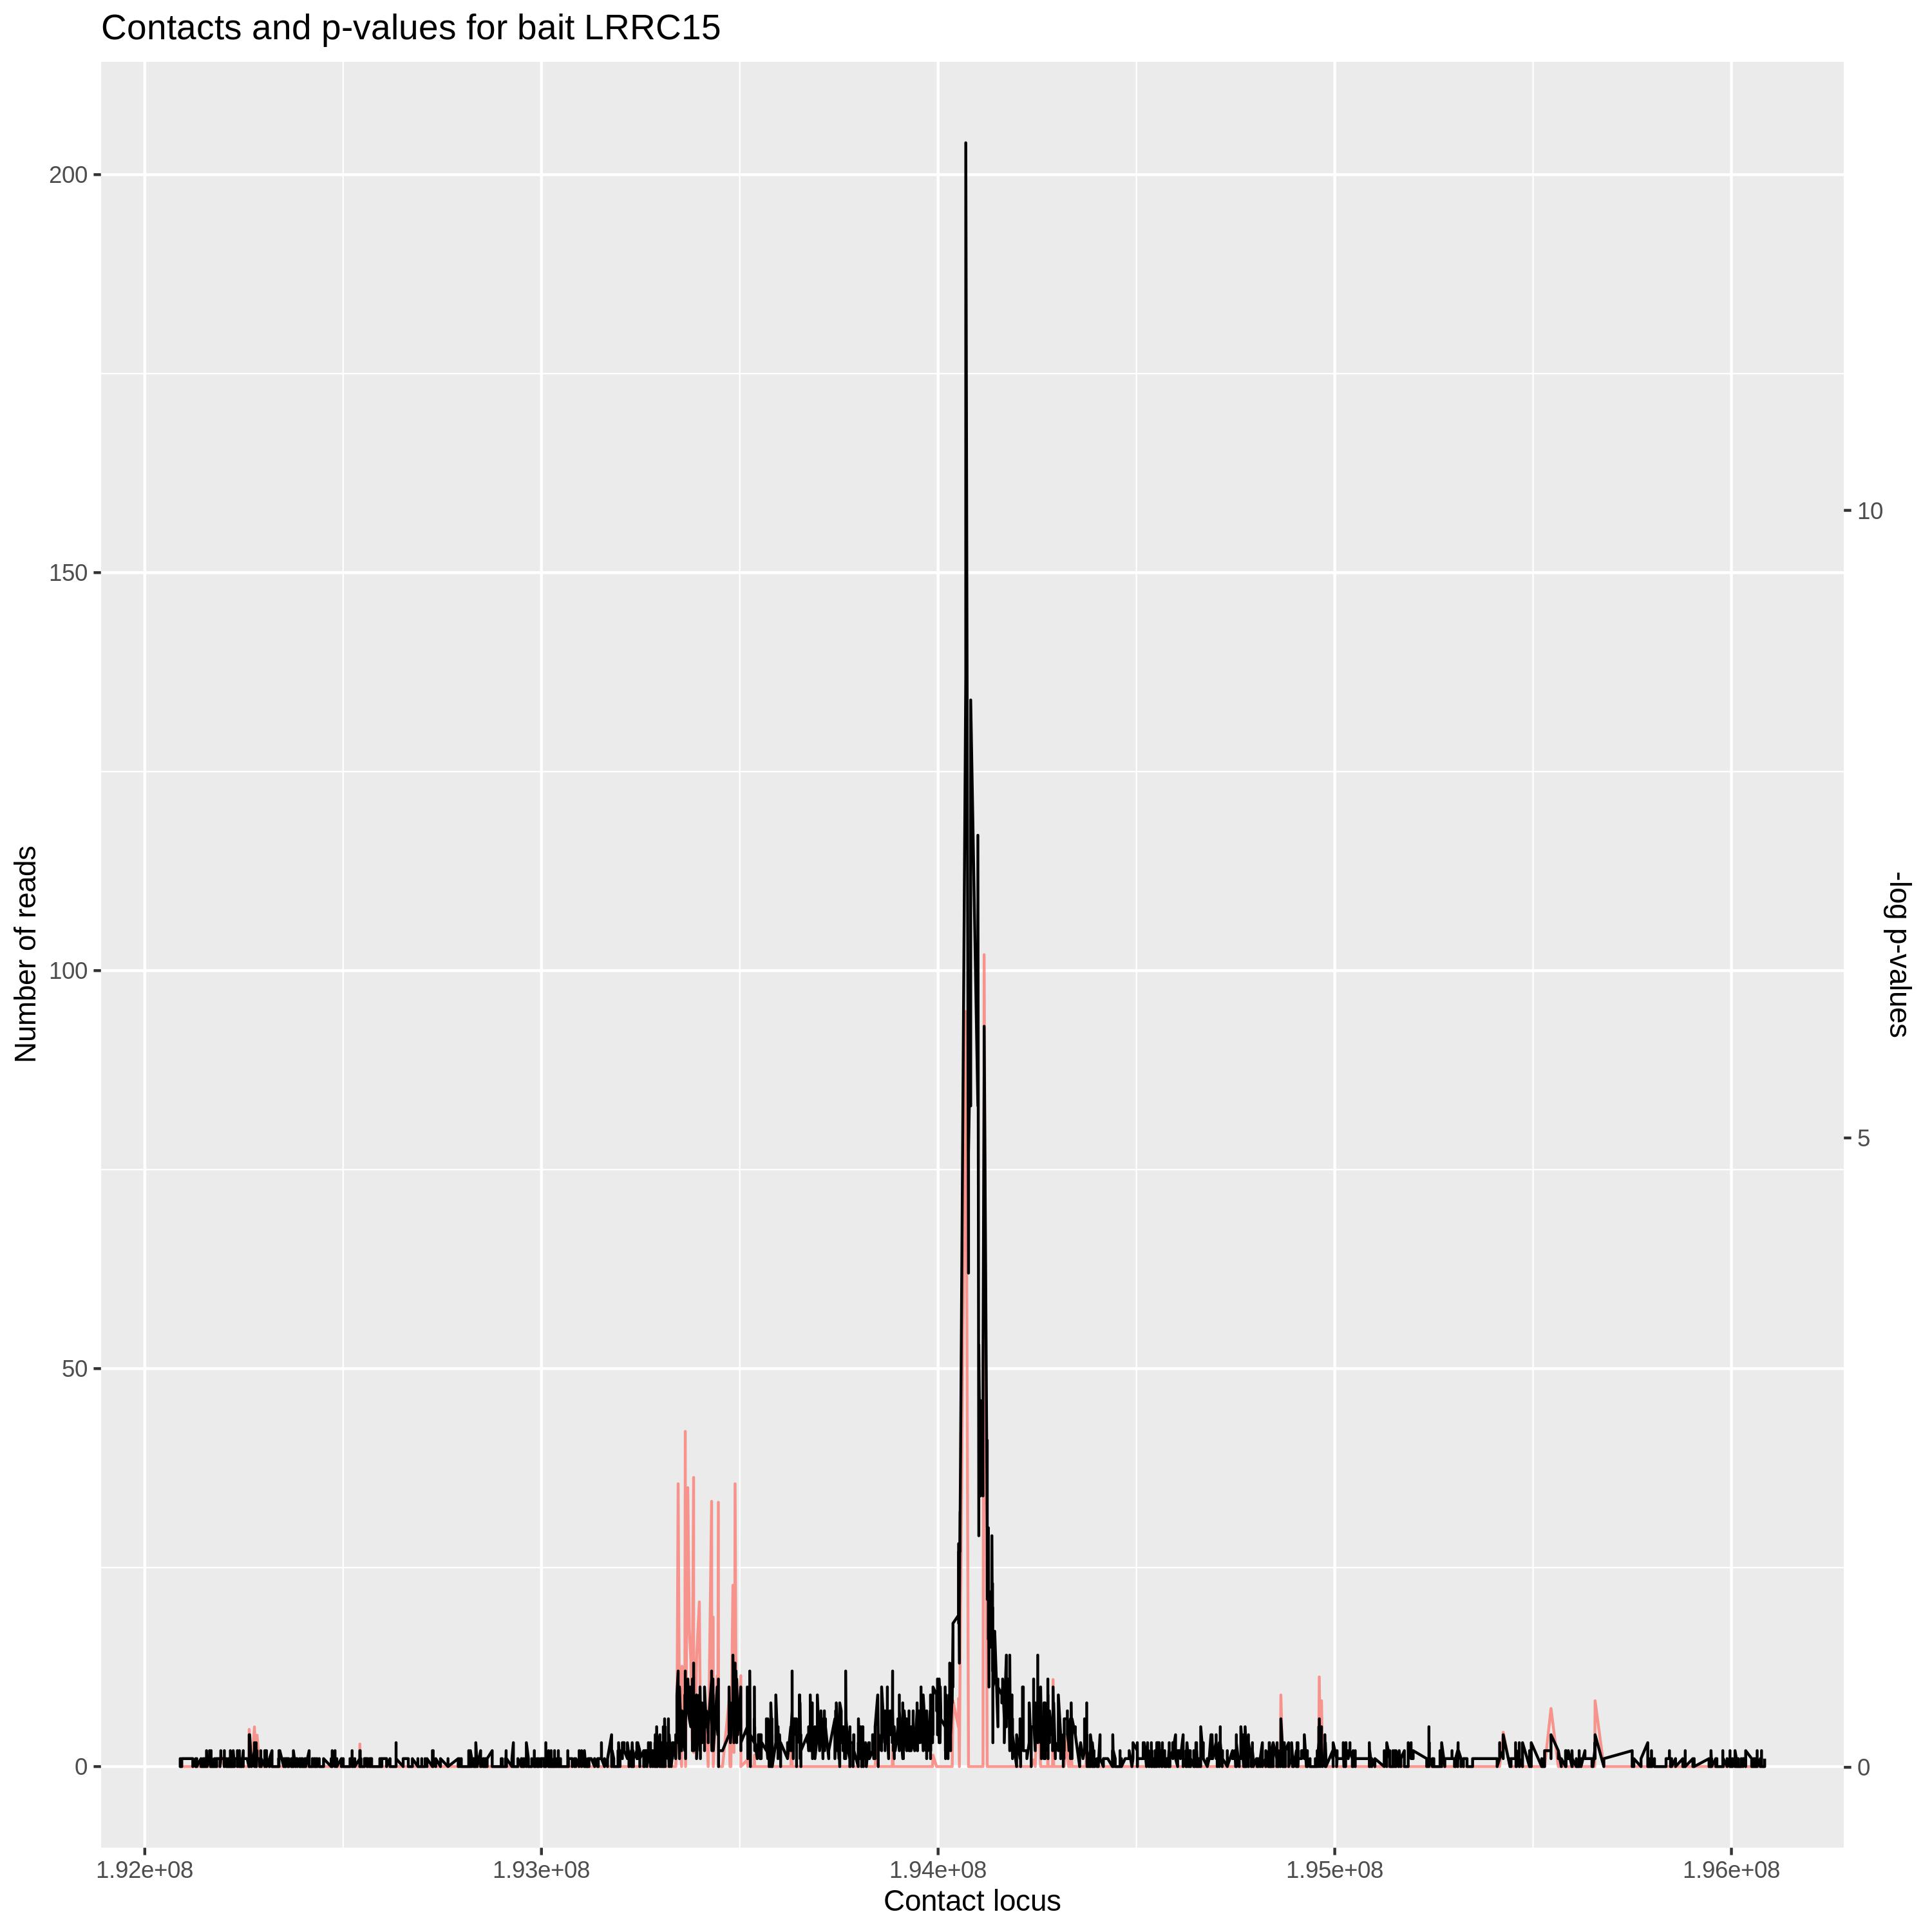 Contacts and p-values for bait LRRC15
200
150
100
50
0
Number of reads
10
5
0
-log p-values
1.92e+08
1.93e+08
1.94e+08
1.95e+08
1.96e+08
Contact locus